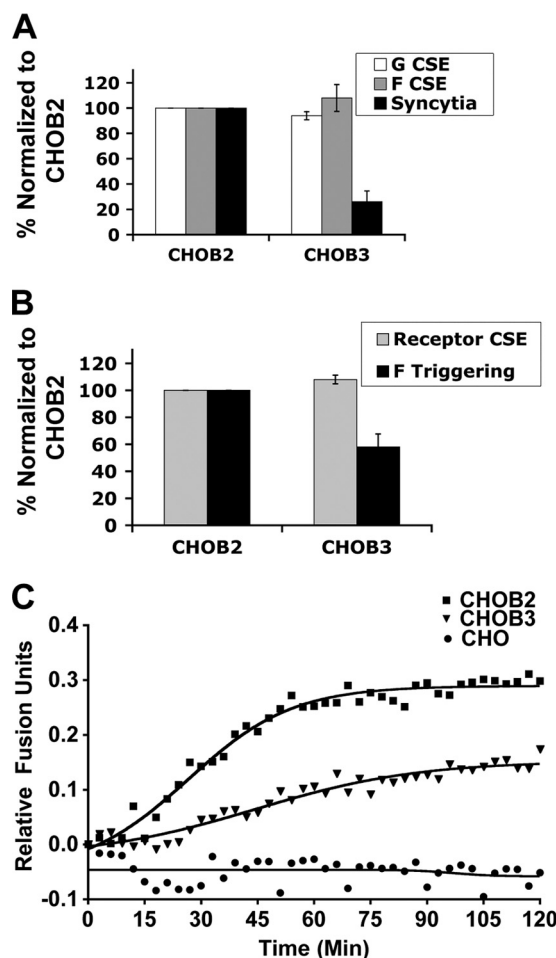 A
% Normalized to
CHOB2
120
100
80
60
40
20
0
G CSE
F CSE
Syncytia
CHOB2
CHOB3
B
% Normalized to
CHOB2
120
100
80
60
40
20
0
Receptor CSE
F Triggering
CHOB2
CHOB3
C
CHOB2
CHOB3
CHO
Relative Fusion Units
0.4
0.3
0.2
0.1
0.0
-0.1
0 15 30 45 60 75 90 105 120
Time (Min)